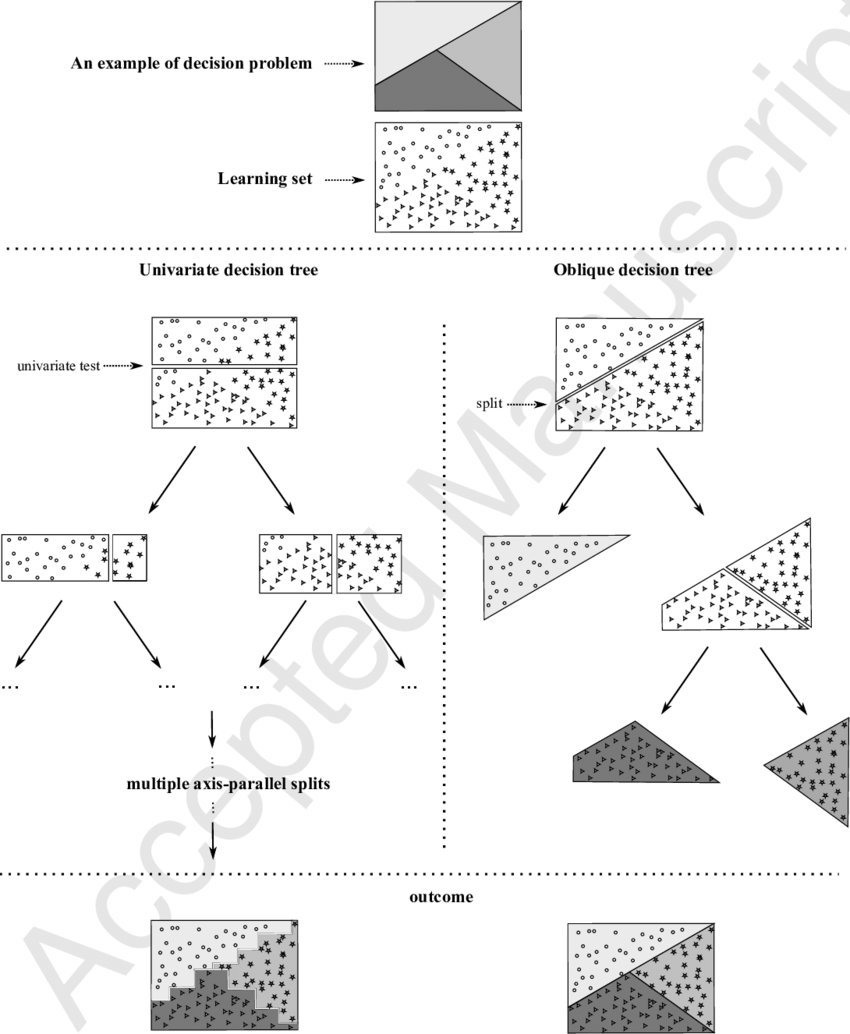 An example of decision problem
Learning set
Univariate decision tree
Oblique decision tree
univariate test
split
...
...
...
...
multiple axis-parallel splits
outcome
Accepted Manuscript